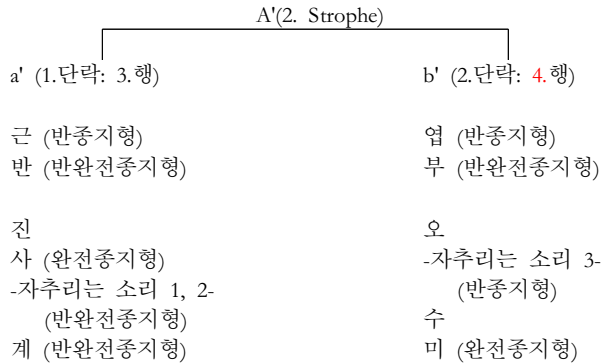 A'(2. Strophe)
a' (1.단락: 3.행)
b' (2.단락: 4.행)
근 (반종지형)
반 (반완전종지형)
진
사 (완전종지형)
-자추리는 소리 1, 2-
(반완전종지형)
계 (반완전종지형)
엽 (반종지형)
부 (반완전종지형)
오
-자추리는 소리 3-
(반종지형)
수
미 (완전종지형)